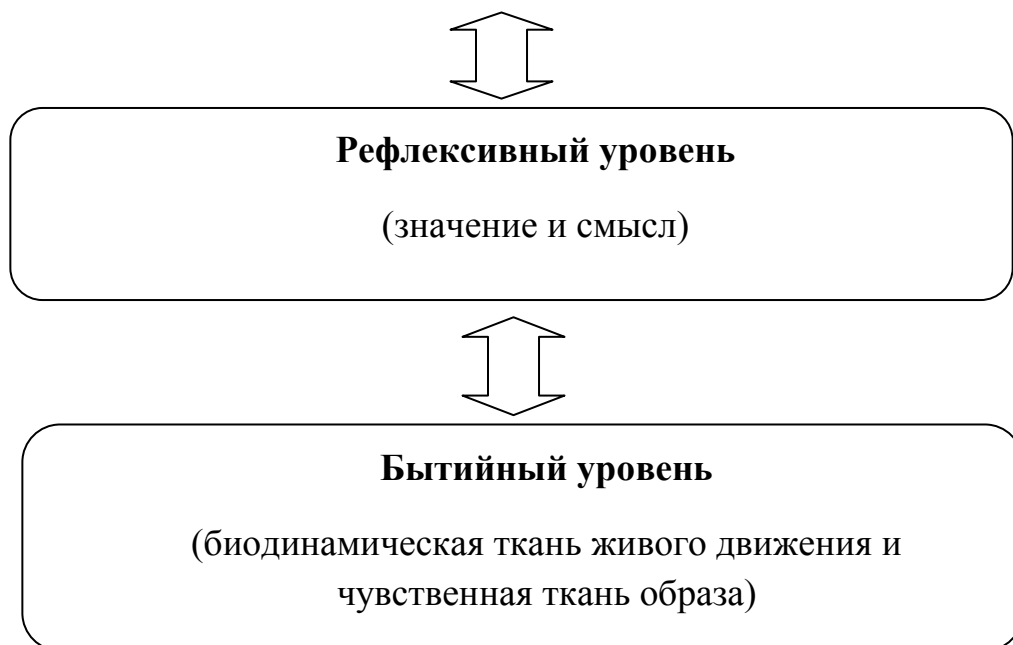 Рефлексивный уровень
(значение и смысл)
Бытийный уровень
(биодинамическая ткань живого движения и
чувственная ткань образа)